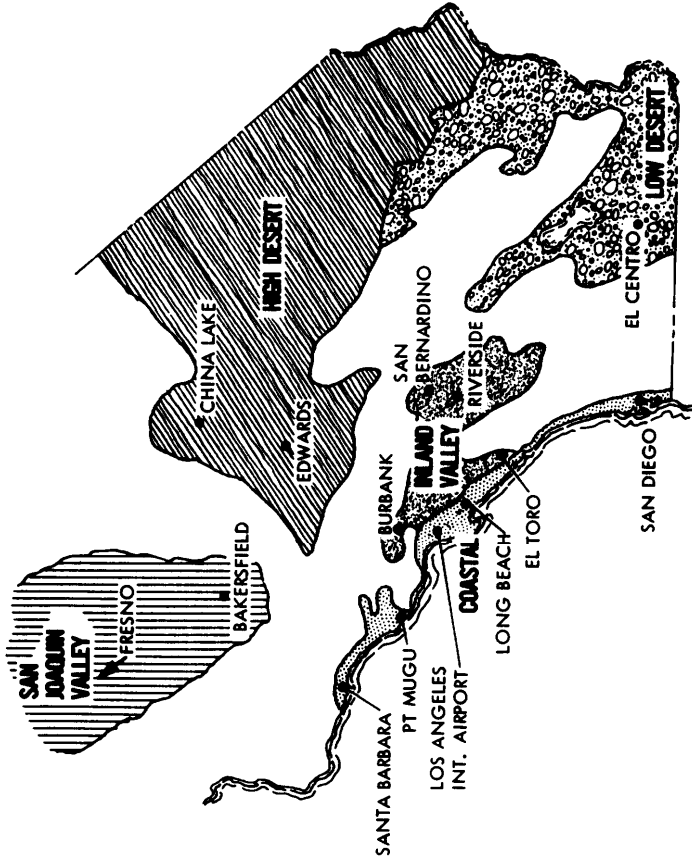 SAN
JOAQUIN
VALLEY
FRESNO
BAKERSFIELD
CHINA LAKE
HIGH DESERT
EDWARDS
SANTA BARBARA
PT MUGU
LOS ANGELES
INT. AIRPORT
BURBANK
INLAND
VALLEY
SAN
BERNARDINO
RIVERSIDE
COASTAL
LONG BEACH
EL TORO
SAN DIEGO
EL CENTRO
LOW DESERT